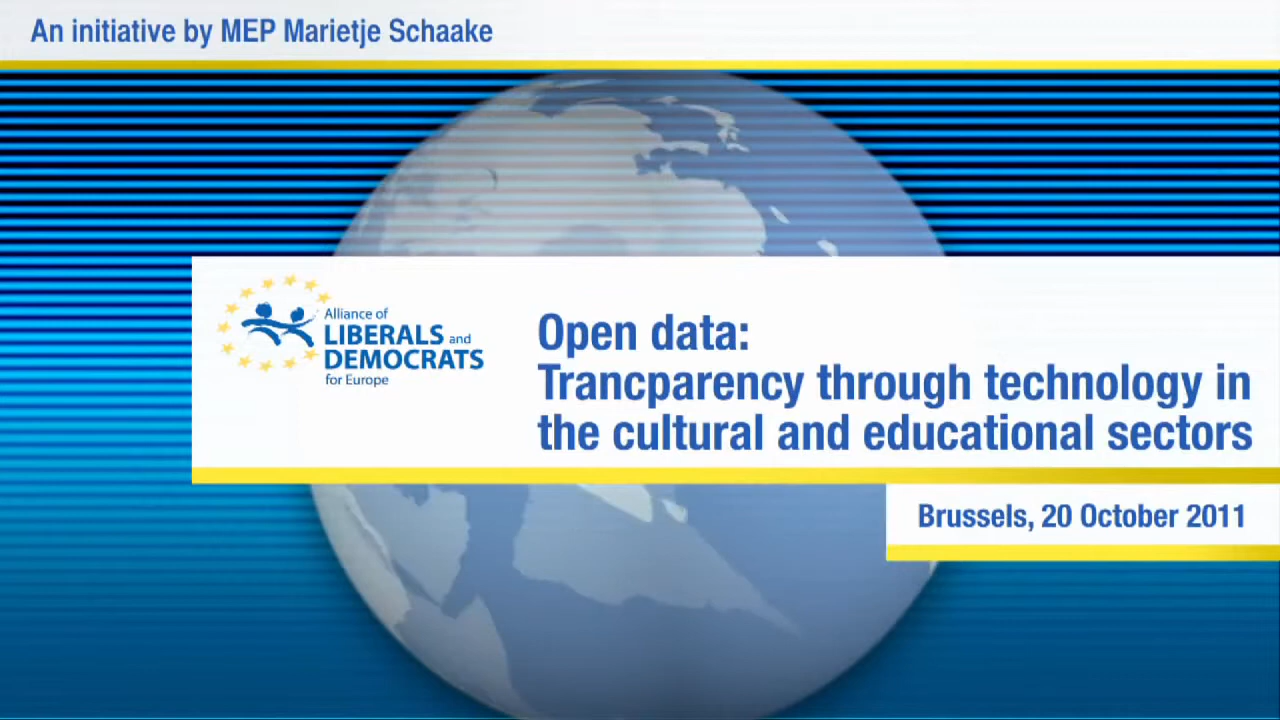 An initiative by MEP Marietje Schaake
Alliance of
LIBERALS and
DEMOCRATS
for Europe
Open data:
Trancparency through technology in
the cultural and educational sectors
Brussels, 20 October 2011